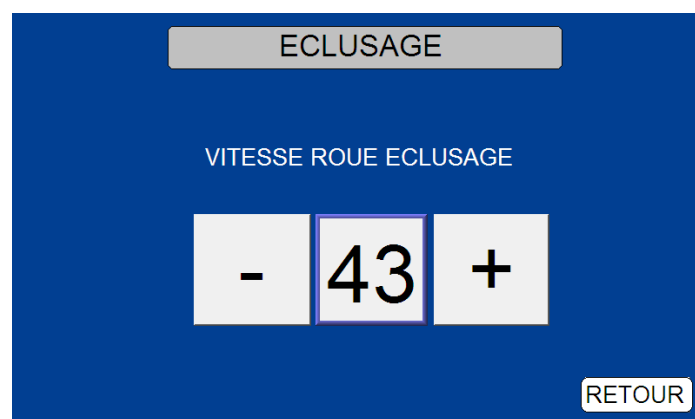 ECLUSAGE
VITESSE ROUE ECLUSAGE
- 43 +
RETOUR